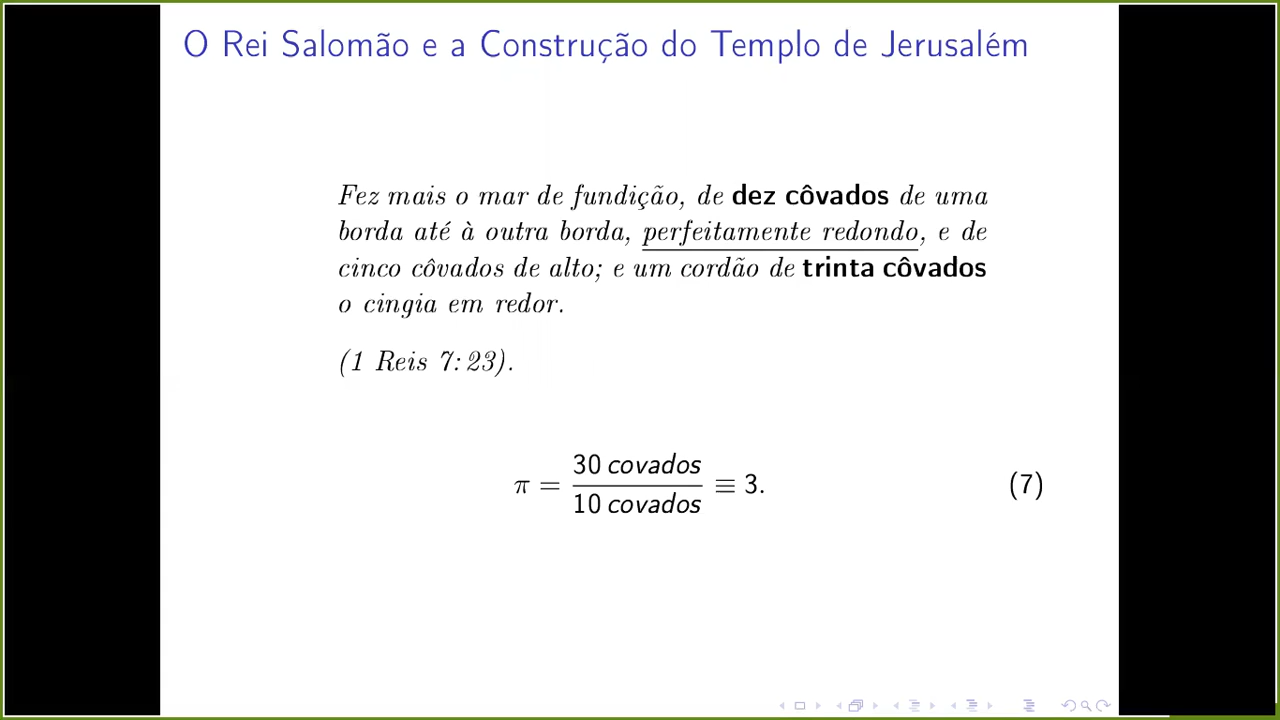 O Rei Salomão e a Construção do Templo de Jerusalém
Fez mais o mar de fundição, de dez côvados de uma
borda até à outra borda, perfeitamente redondo, e de
cinco côvados de alto; e um cordão de trinta côvados
o cingia em redor.
(1 Reis 7:23).
π = 30 covados / 10 covados ≡ 3. (7)